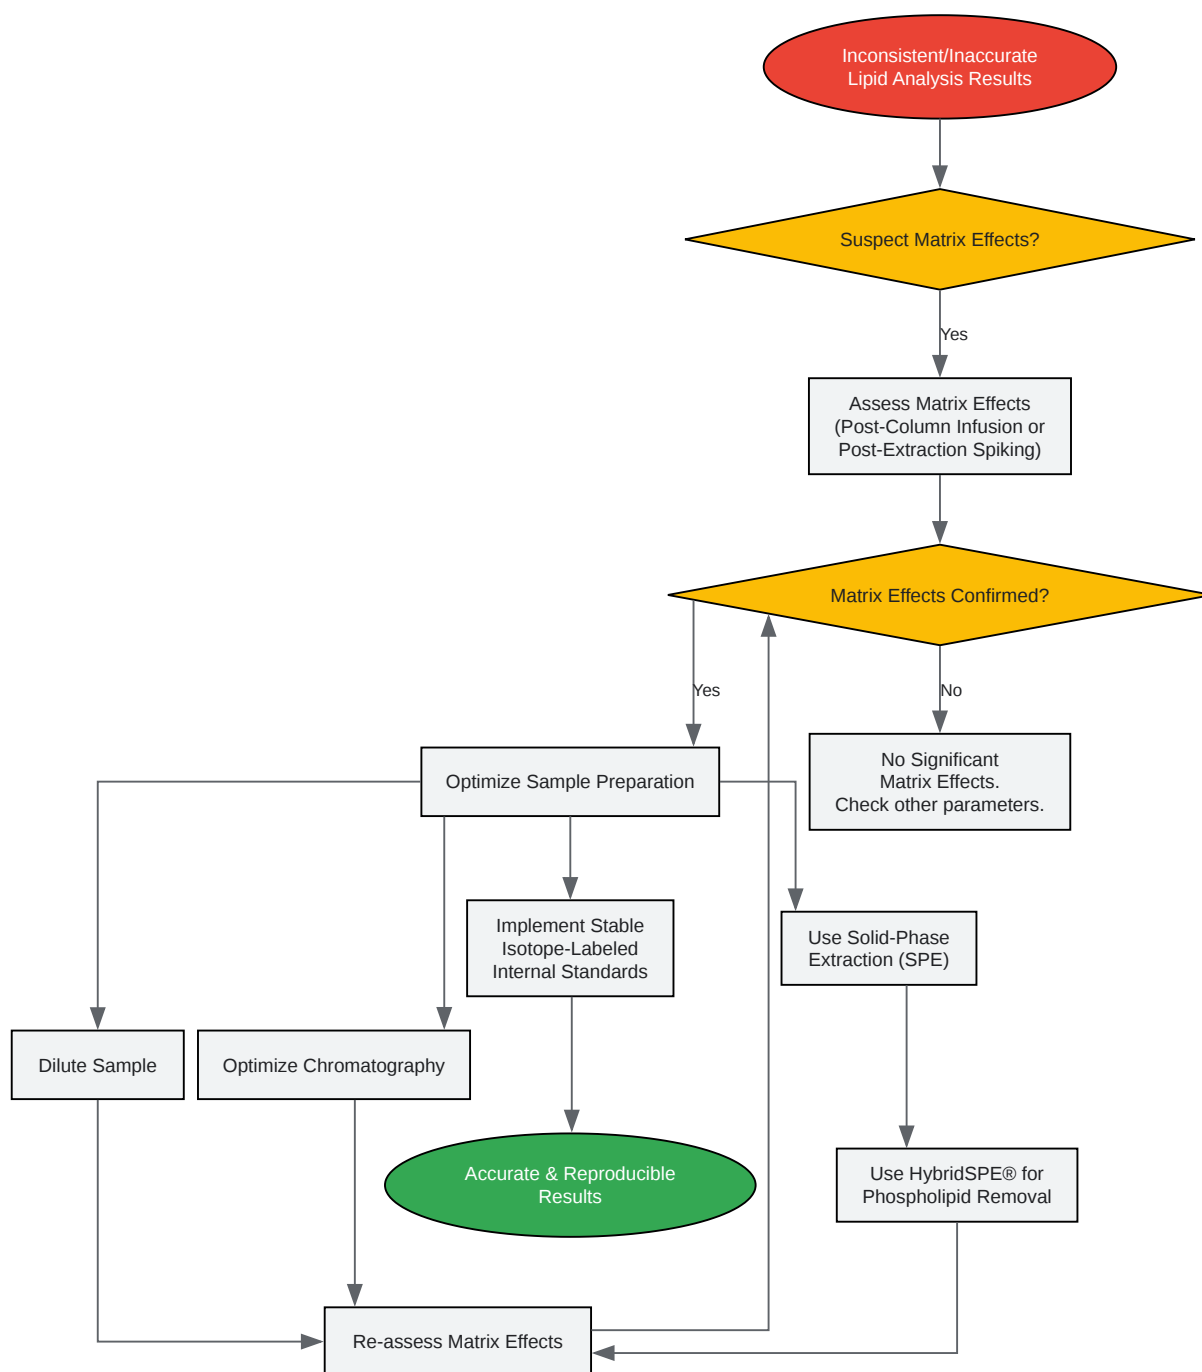 Inconsistent/Inaccurate
Lipid Analysis Results
Suspect Matrix Effects?
Yes
Assess Matrix Effects
(Post-Column Infusion or
Post-Extraction Spiking)
Matrix Effects Confirmed?
Yes
No
No Significant
Matrix Effects.
Check other parameters.
Optimize Sample Preparation
Implement Stable
Isotope-Labeled
Internal Standards
Use Solid-Phase
Extraction (SPE)
Dilute Sample
Optimize Chromatography
Accurate & Reproducible
Results
Use HybridSPE® for
Phospholipid Removal
Re-assess Matrix Effects